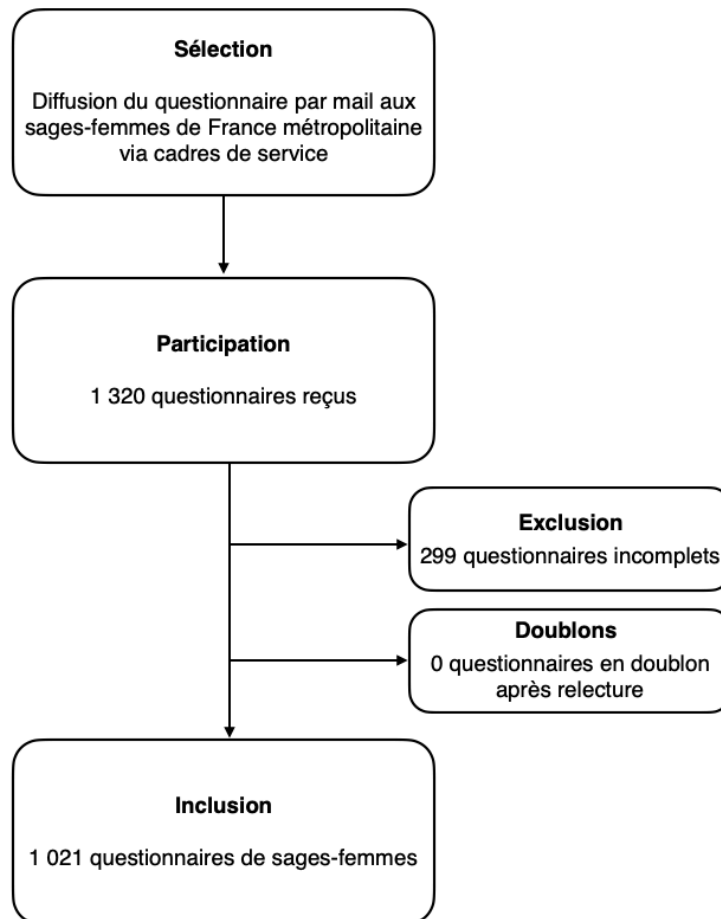 Sélection
Diffusion du questionnaire par mail aux
sages-femmes de France métropolitaine
via cadres de service
Participation
1 320 questionnaires reçus
Exclusion
299 questionnaires incomplets
Doublons
0 questionnaires en doublon
après relecture
Inclusion
1 021 questionnaires de sages-femmes